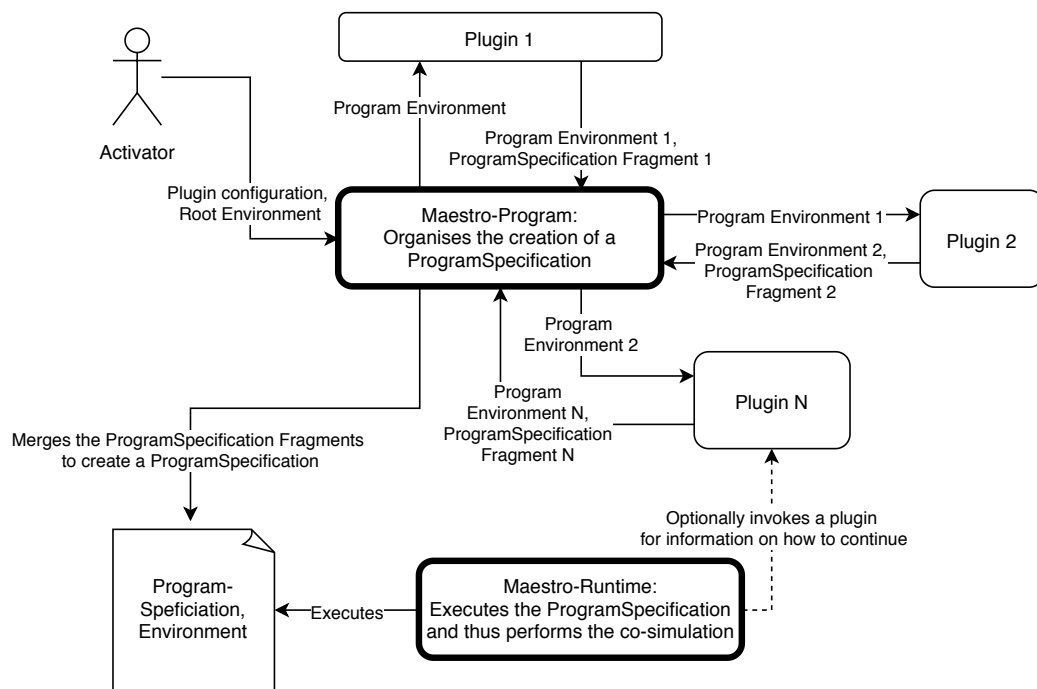 Plugin 1
Program Environment
Activator
Program Environment 1,
ProgramSpecification Fragment 1
Plugin configuration,
Root Environment
Maestro-Program:
Organises the creation of a
ProgramSpecification
Program Environment 1
Plugin 2
Program Environment 2,
ProgramSpecification
Fragment 2
Program
Environment 2
Program
Environment N,
ProgramSpecification
Fragment N
Plugin N
Merges the ProgramSpecification Fragments
to create a ProgramSpecification
Optionally invokes a plugin
for information on how to continue
Program-
Speficiation,
Environment
Executes
Maestro-Runtime:
Executes the ProgramSpecification
and thus performs the co-simulation